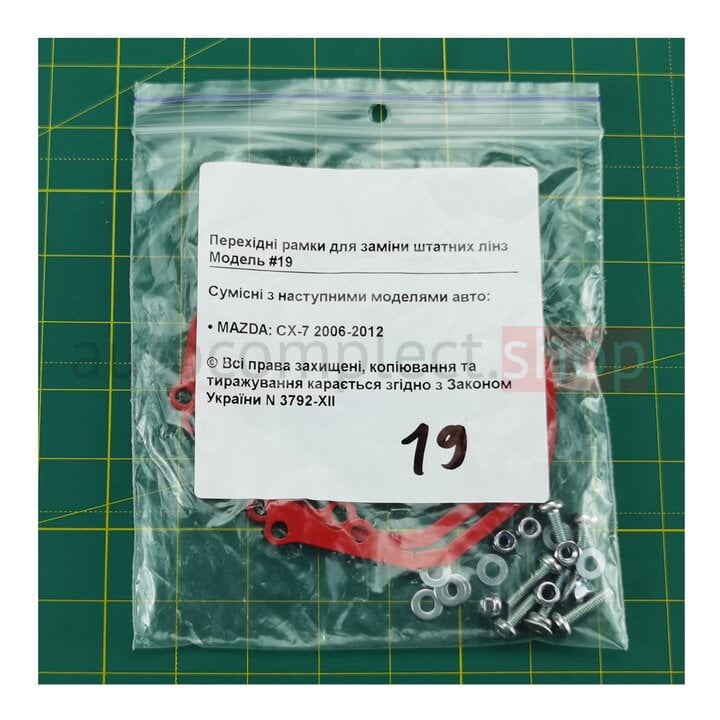 Перехідні рамки для заміни штатних лінз
Модель #19
Сумісні з наступними моделями авто:
• MAZDA: CX-7 2006-2012
autocomplect.shop
© Всі права захищені, копіювання та
тиражування карається згідно з Законом
України N 3792-XII
19